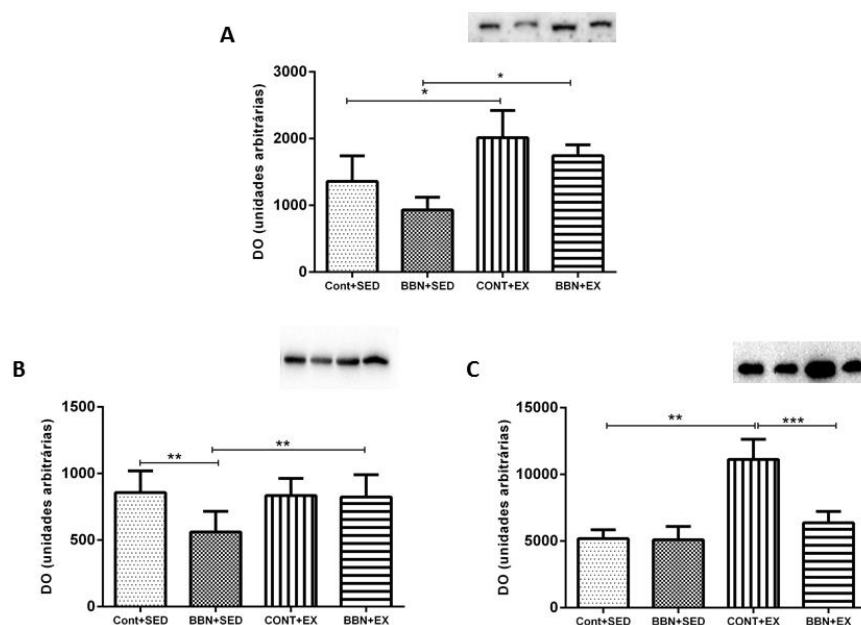 A
3000
2000
1000
0
DO (unidades arbitrárias)
*
*
Cont+SED BBN+SED CONT+EX BBN+EX
B
1500
1000
500
0
DO (unidades arbitrárias)
** **
Cont+SED BBN+SED CONT+EX BBN+EX
C
15000
10000
5000
0
DO (unidades arbitrárias)
** ***
Cont+SED BBN+SED CONT+EX BBN+EX